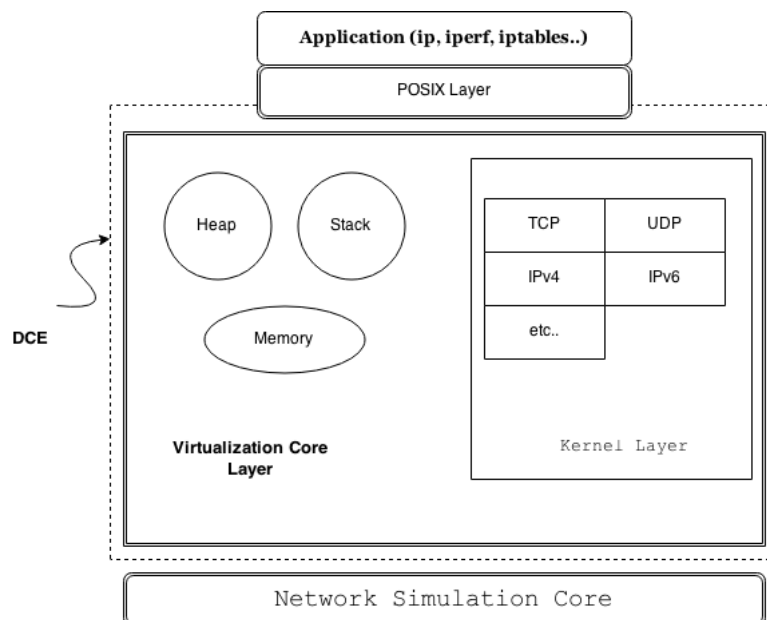 Application (ip, iperf, iptables..)
POSIX Layer
Heap
Stack
TCP
UDP
IPv4
IPv6
Memory
etc..
DCE
Virtualization Core
Layer
Kernel Layer
Network Simulation Core